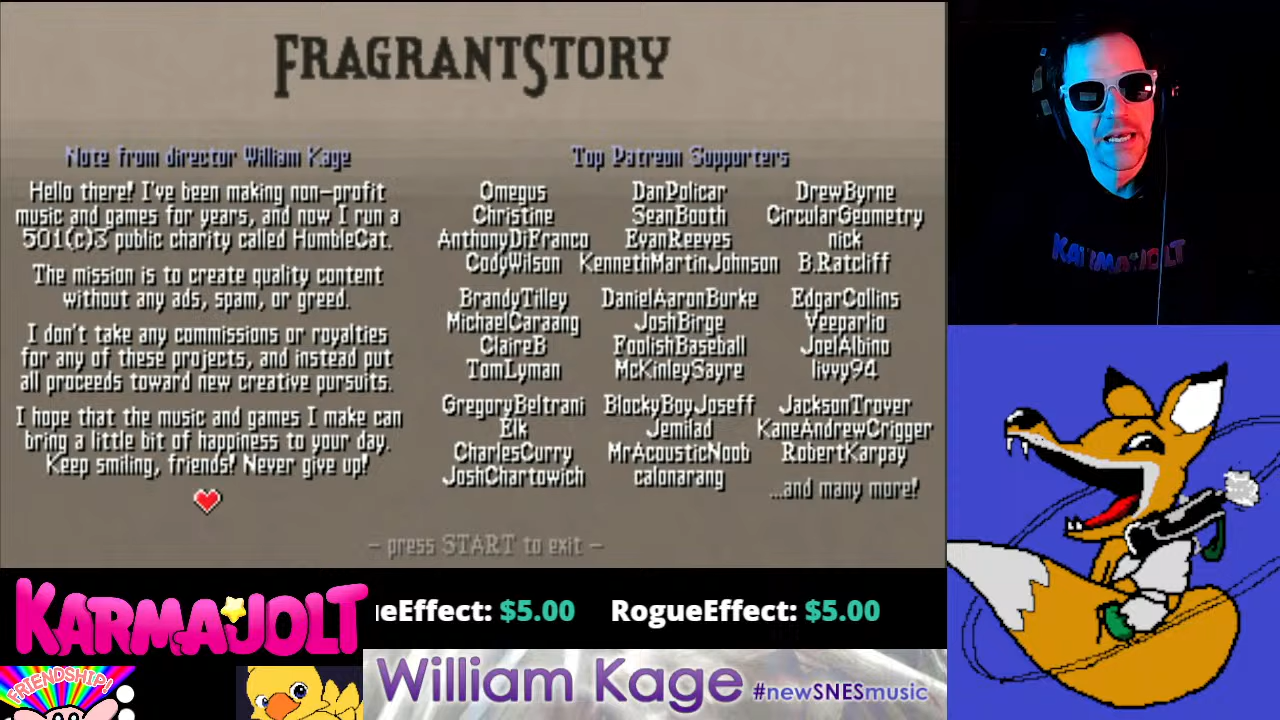 FRAGRANTSTORY
Note from director William Kage
Hello there! I've been making non-profit
music and games for years, and now I run a
501(c)3 public charity called HumbleCat.
The mission is to create quality content
without any ads, spam, or greed.
I don't take any commissions or royalties
for any of these projects, and instead put
all proceeds toward new creative pursuits.
I hope that the music and games I make can
bring a little bit of happiness to your day.
Keep smiling, friends! Never give up!
Top Patreon Supporters
Omegus DanPolicar DrewByrne
Christine SeanBooth CircularGeometry
AnthonyDiFranco EvanReeves nick
CodyWilson KennethMartinJohnson B.Ratcliff
BrandyTilley DanielAaronBurke EdgarCollins
MichaelCaraang JoshBirge Veeparlio
ClaireB FoolishBaseball JoelAlbino
TomLyman McKinleySayre livvy94
GregoryBeltrani BlockyBoyJoseff JacksonTrover
Elk Jemilad KaneAndrewCrigger
CharlesCurry MrAcousticNoob RobertKarpay
JoshChartowich calonarang ...and many more!
- press START to exit -
KARMAJOLT
KARMAJOLT
ueEffect: $5.00 RogueEffect: $5.00
FRIENDSHIP!
William Kage #newSNESmusic